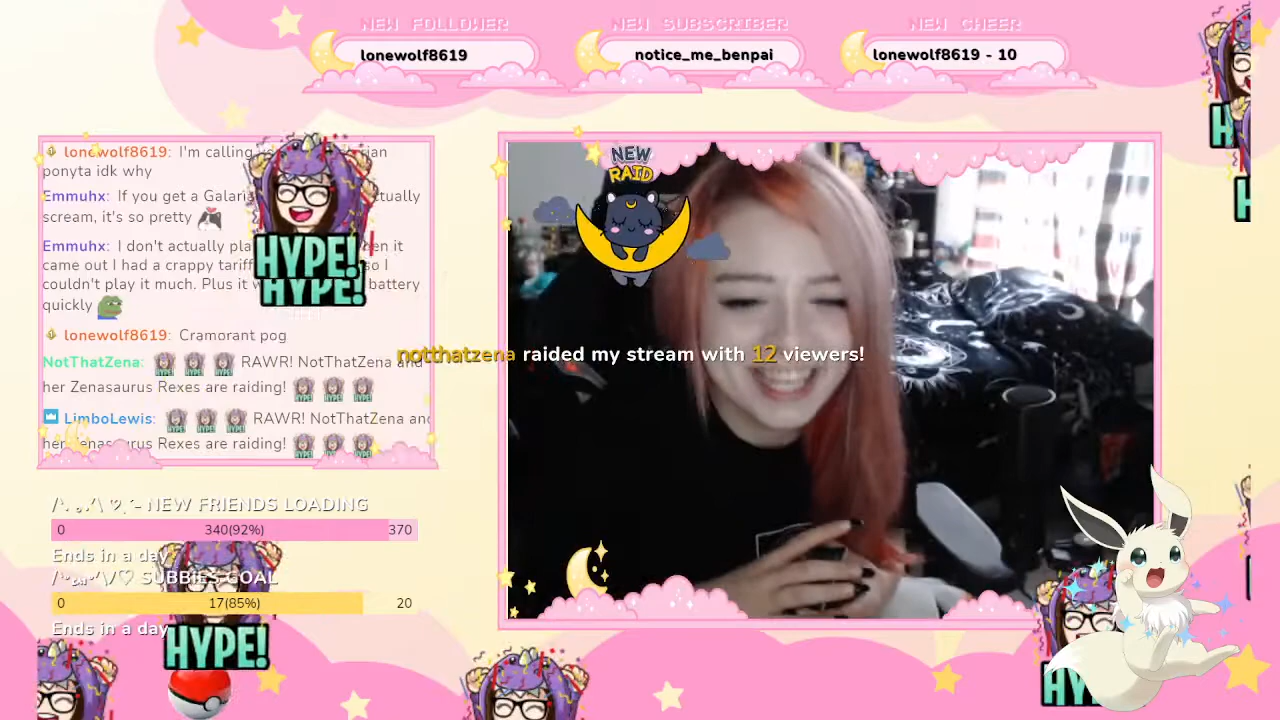 NEW FOLLOWER
lonewolf8619
NEW SUBSCRIBER
notice_me_benpai
NEW CHEER
lonewolf8619 - 10
lonewolf8619: I'm calling
ponyta idk why
Emmuhx: If you get a
scream, it's so pretty
Emmuhx: I don't actually
came out I had a crappy tariff so I
couldn't play it much. Plus it battery
quickly
lonewolf8619: Cramorant pog
NotThatZena: RAWR! NotThatZena and
her Zenasaurus Rexes are raiding!
LimboLewis: RAWR! NotThatZena and
her Zenasaurus Rexes are raiding!
HYPE!
HYPE!
NEW
RAID
notthatzena raided my stream with 12 viewers!
NEW FRIENDS LOADING
0 340(92%) 370
Ends in a day
SUBBIES GOAL
0 17(85%) 20
Ends in a day
HYPE!